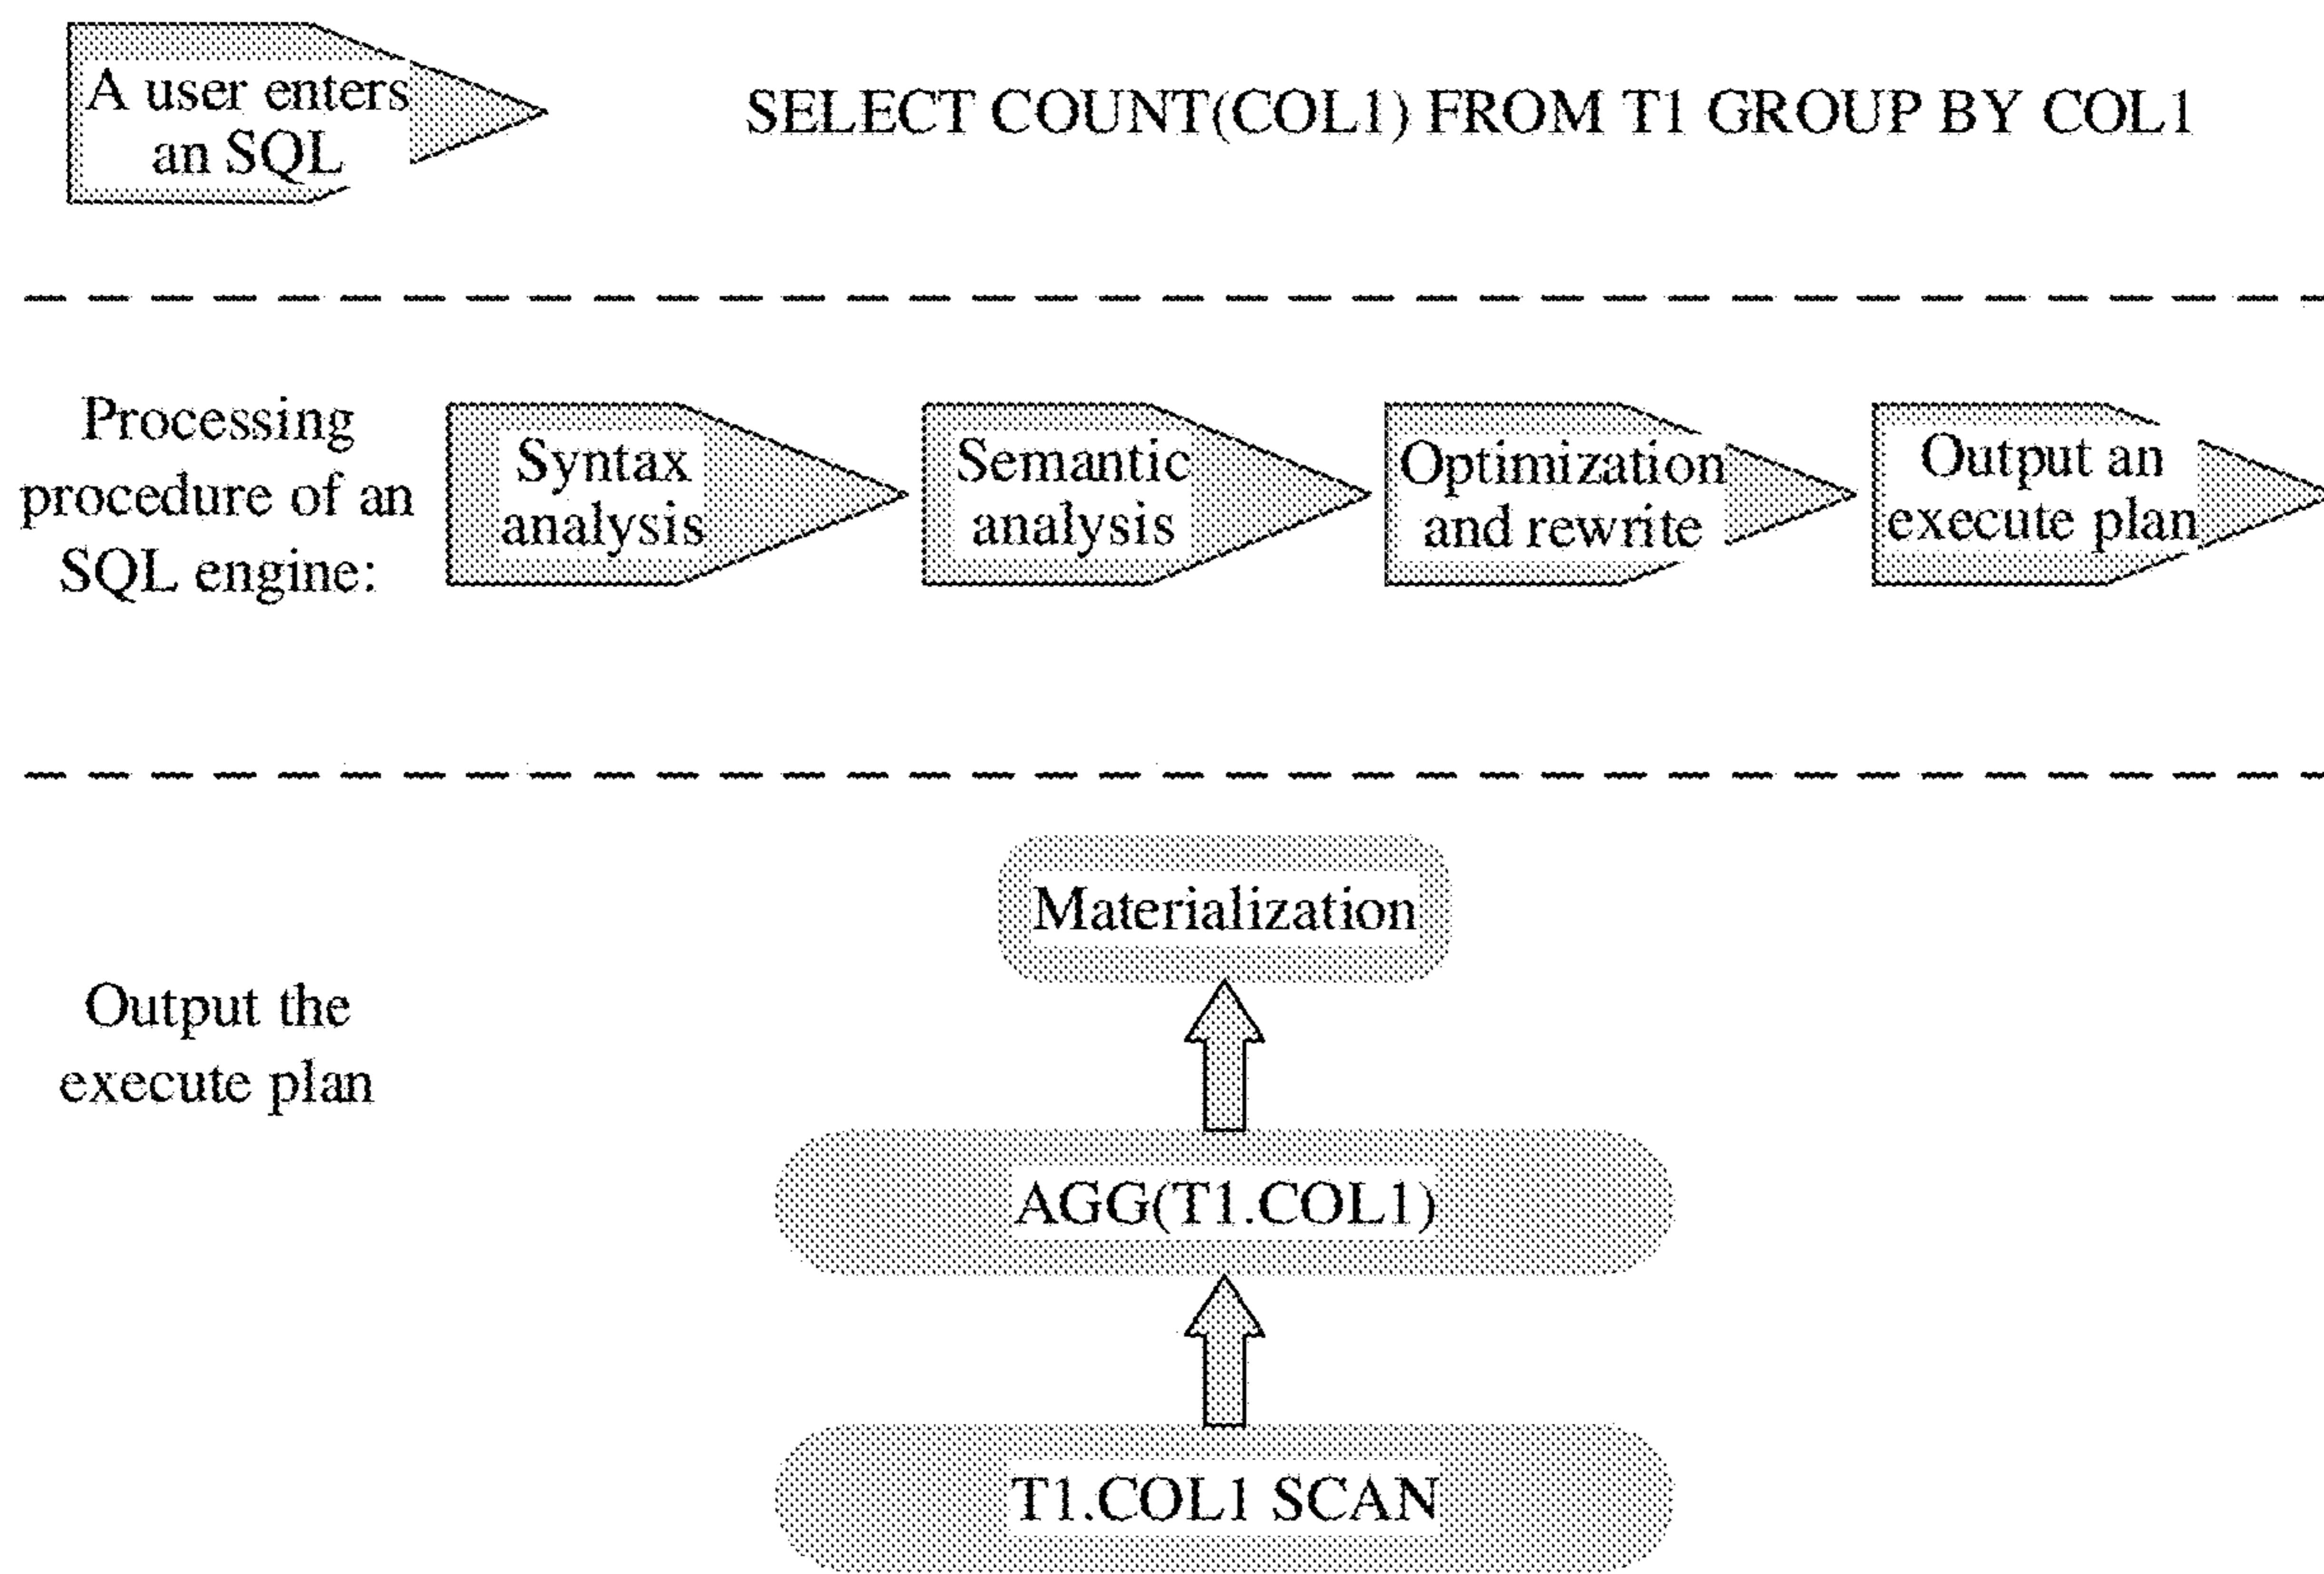 A user enters
an SQL
SELECT COUNT(COL1) FROM T1 GROUP BY COL1
Processing
procedure of an
SQL engine:
Syntax
analysis
Semantic
analysis
Optimization
and rewrite
Output an
execute plan
Materialization
Output the
execute plan
AGG(T1.COL1)
T1.COL1 SCAN